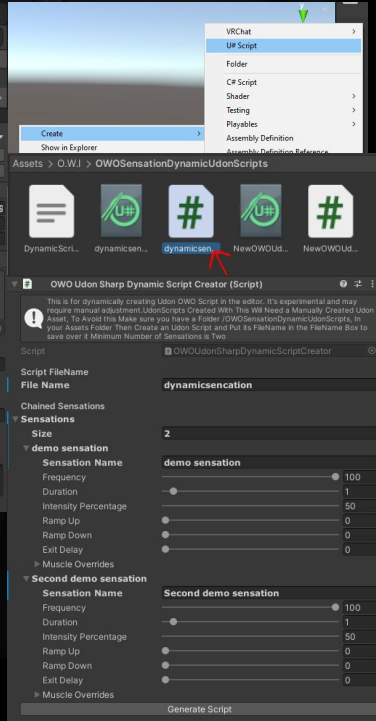 y
VRChat
U# Script
Folder
C# Script
Shader
Testing
Playables
Assembly Definition
Assembly Definition Reference
Create
Show in Explorer
Assets > O.W.I > OWOSensationDynamicUdonScripts
U#
#
U#
#
DynamicScri...
dynamicsen...
dynamicsen...
NewOWOUd...
NewOWOUd...
OWO Udon Sharp Dynamic Script Creator (Script)
This is for dynamically creating Udon OWO Script in the editor. It's experimental and may
require manual adjustment.UdonScripts Created With This Will Need a Manually Created Udon
Asset, To Avoid this Make sure you have a Folder /OWOSensationDynamicUdonScripts, In
your Assets Folder Then Create an Udon Script and Put its FileName in the FileName Box to
save over it Minimum Number of Sensations is Two
Script
OWOUdonSharpDynamicScriptCreator
Script FileName
File Name
dynamicsencation
Chained Sensations
Sensations
Size
2
demo sensation
Sensation Name
demo sensation
Frequency
100
Duration
1
Intensity Percentage
50
Ramp Up
0
Ramp Down
0
Exit Delay
0
Muscle Overrides
Second demo sensation
Sensation Name
Second demo sensation
Frequency
100
Duration
1
Intensity Percentage
50
Ramp Up
0
Ramp Down
0
Exit Delay
0
Muscle Overrides
Generate Script